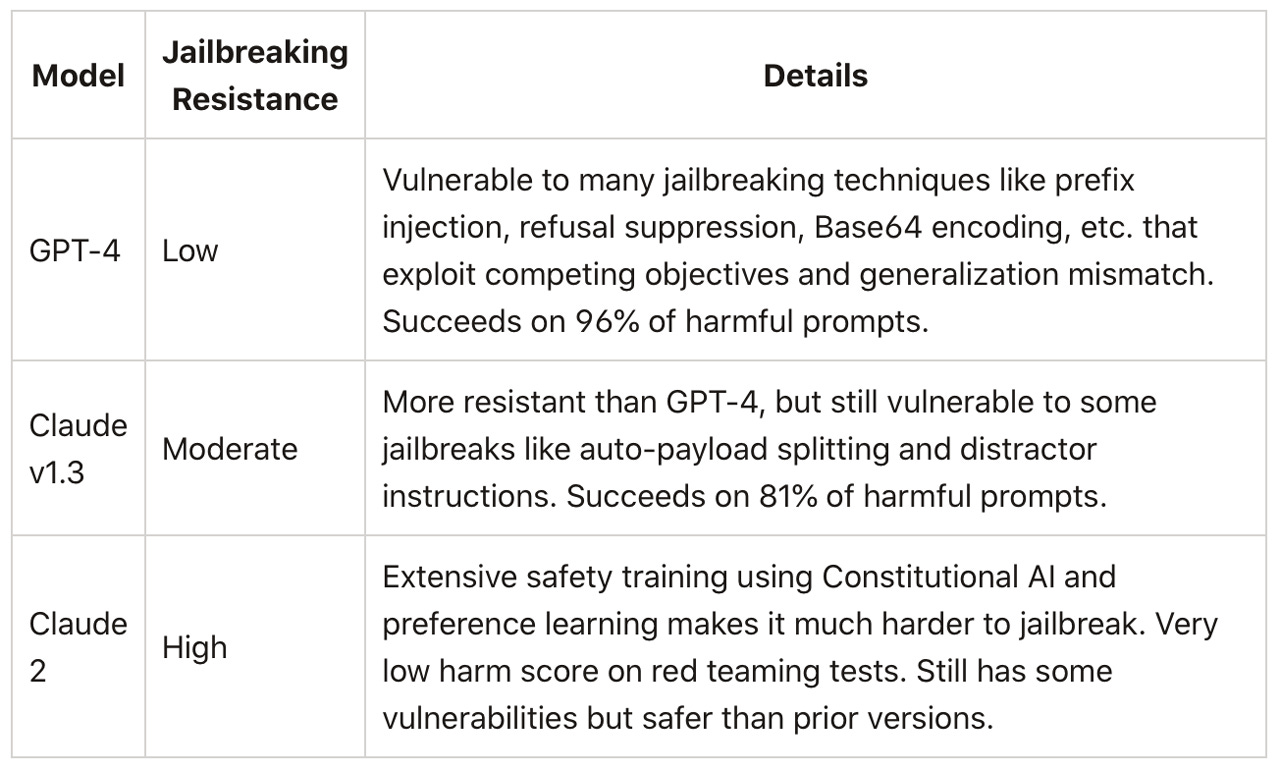 Model
Jailbreaking
Resistance
Details
GPT-4
Low
Vulnerable to many jailbreaking techniques like prefix
injection, refusal suppression, Base64 encoding, etc. that
exploit competing objectives and generalization mismatch.
Succeeds on 96% of harmful prompts.
Claude
v1.3
Moderate
More resistant than GPT-4, but still vulnerable to some
jailbreaks like auto-payload splitting and distractor
instructions. Succeeds on 81% of harmful prompts.
Claude
2
High
Extensive safety training using Constitutional AI and
preference learning makes it much harder to jailbreak. Very
low harm score on red teaming tests. Still has some
vulnerabilities but safer than prior versions.